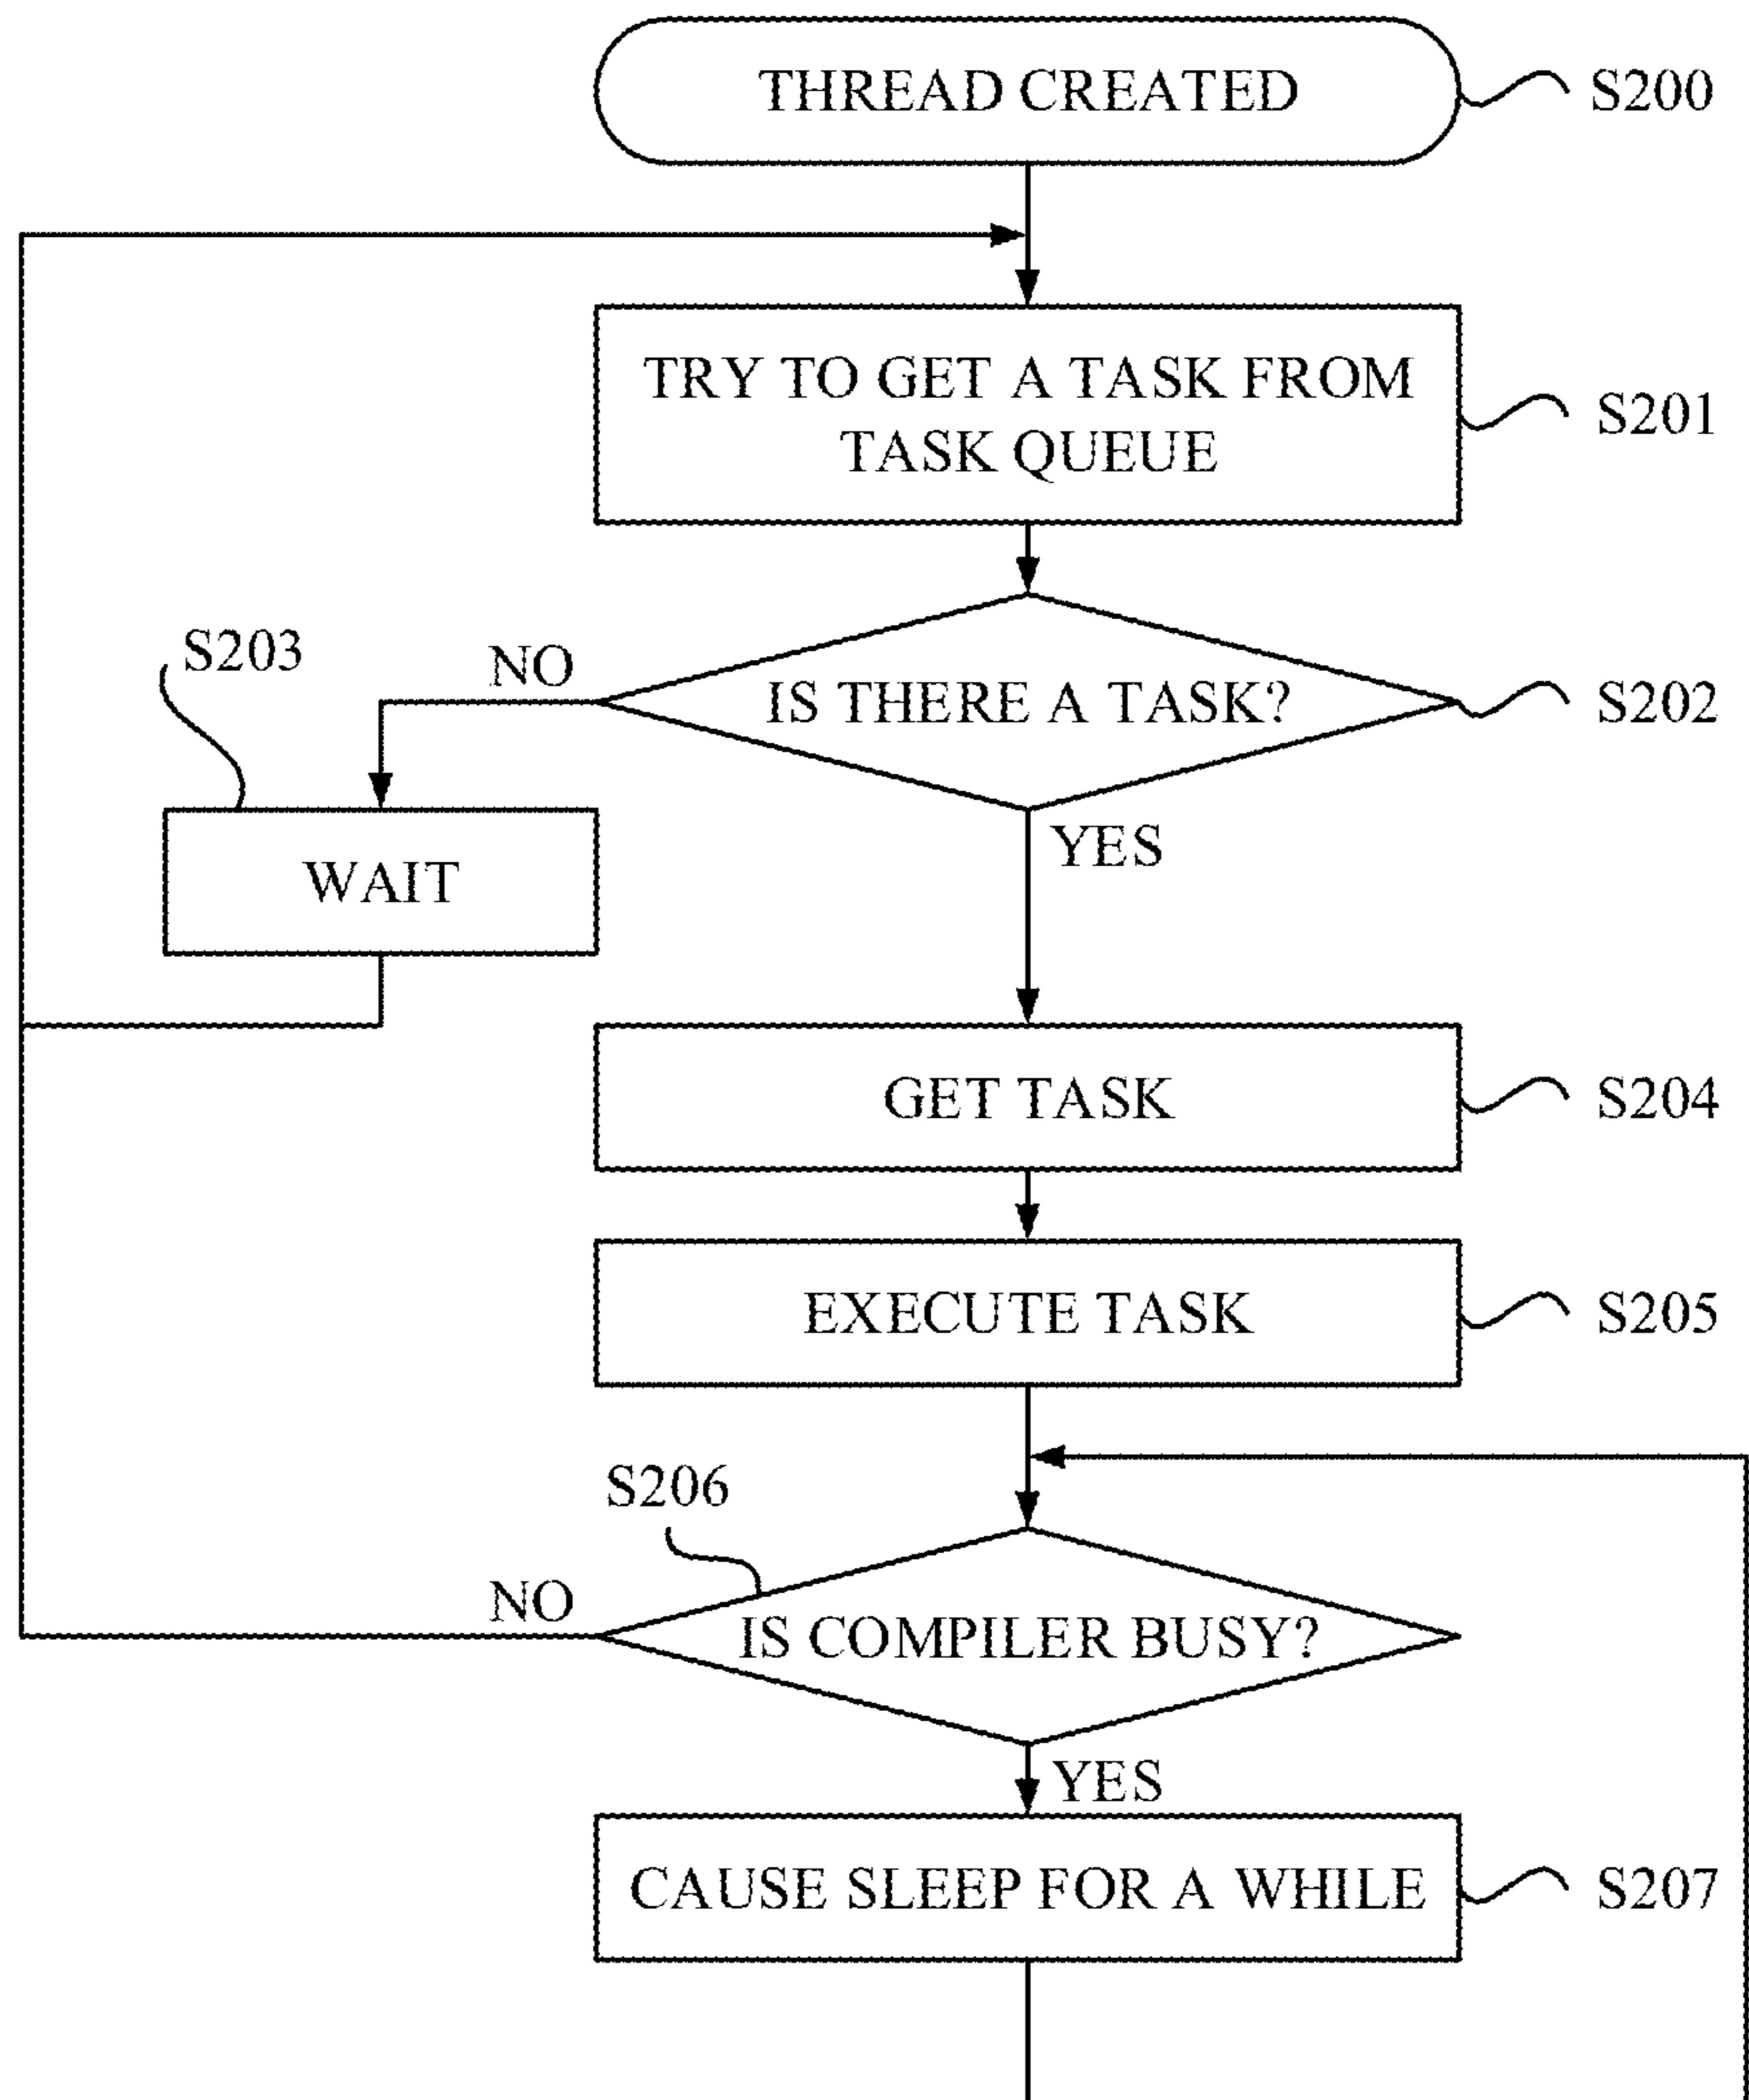 THREAD CREATED
S200
TRY TO GET A TASK FROM
TASK QUEUE
S201
S203
NO
IS THERE A TASK?
S202
YES
WAIT
GET TASK
S204
EXECUTE TASK
S205
S206
NO
IS COMPILER BUSY?
YES
CAUSE SLEEP FOR A WHILE
S207